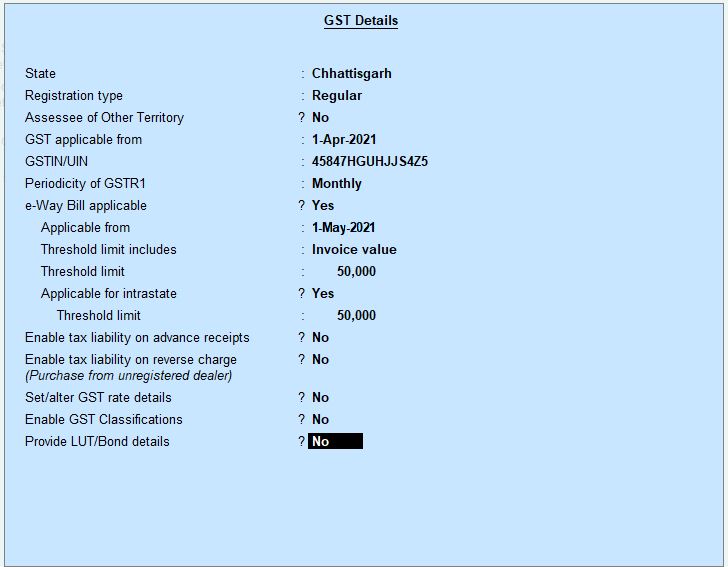 GST Details
State : Chhattisgarh
Registration type : Regular
Assessee of Other Territory ? No
GST applicable from : 1-Apr-2021
GSTIN/UIN : 45847HGUHJJS4Z5
Periodicity of GSTR1 : Monthly
e-Way Bill applicable ? Yes
Applicable from : 1-May-2021
Threshold limit includes : Invoice value
Threshold limit : 50,000
Applicable for intrastate ? Yes
Threshold limit : 50,000
Enable tax liability on advance receipts ? No
Enable tax liability on reverse charge ? No
(Purchase from unregistered dealer)
Set/alter GST rate details ? No
Enable GST Classifications ? No
Provide LUT/Bond details ? No